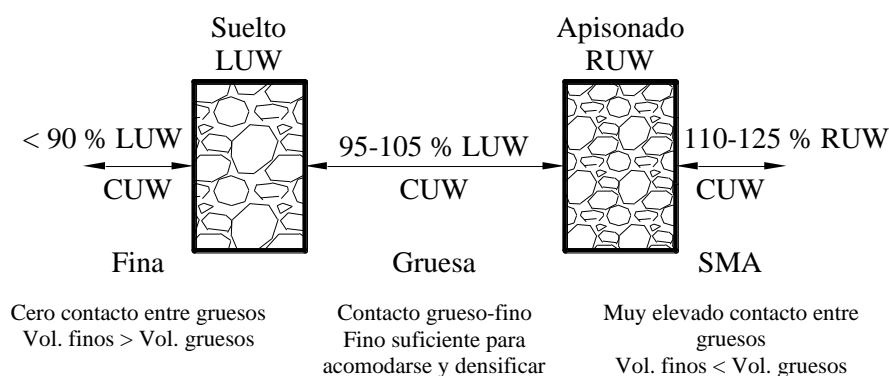 Suelto
LUW
Apisonado
RUW
< 90 % LUW
CUW
95-105 % LUW
CUW
110-125 % RUW
CUW
Fina
Gruesa
SMA
Cero contacto entre gruesos
Vol. finos > Vol. gruesos
Contacto grueso-fino
Fino suficiente para
acomodarse y densificar
Muy elevado contacto entre
gruesos
Vol. finos < Vol. gruesos